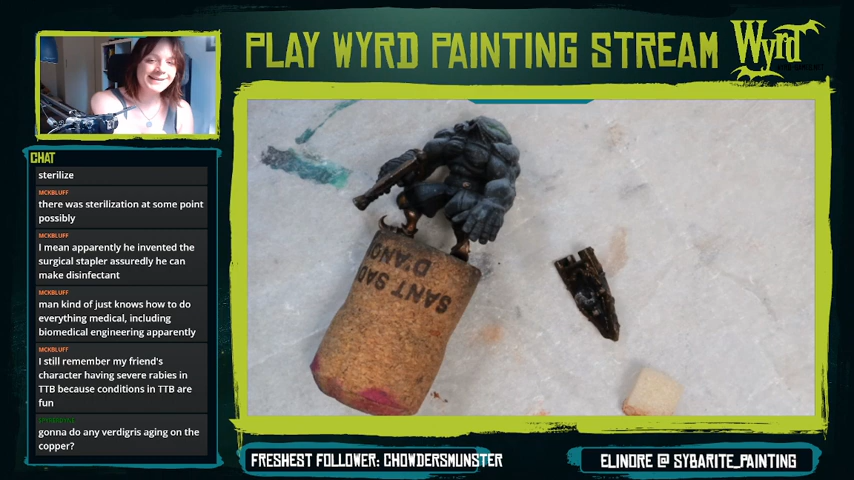 PLAY WYRD PAINTING STREAM
Wyrd
CHAT
sterilize
MCKBLUFF
there was sterilization at some point
possibly
MCKBLUFF
I mean apparently he invented the
surgical stapler assuredly he can
make disinfectant
MCKBLUFF
man kind of just knows how to do
everything medical, including
biomedical engineering apparently
MCKBLUFF
I still remember my friend's
character having severe rabies in
TTB because conditions in TTB are
fun
gonna do any verdigris aging on the
copper?
SANT SAD
D'ANO
FRESHEST FOLLOWER: CHOWDERSMUNSTER
ELINORE @ SYBARITE_PAINTING